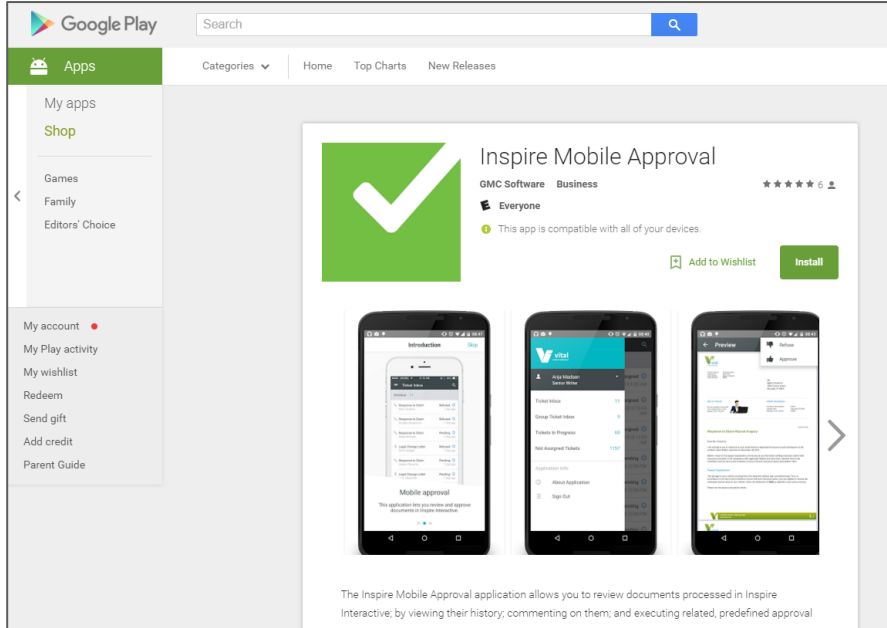 Google Play
Search
Apps
Categories
Home
Top Charts
New Releases
My apps
Shop
Games
Family
Editors' Choice
My account
My Play activity
My wishlist
Redeem
Send gift
Add credit
Parent Guide
Inspire Mobile Approval
GMC Software Business
6
E Everyone
This app is compatible with all of your devices.
Add to Wishlist
Install
Introduction
Skip
Ticket Inbox
Mobile approval
This application lets you review and approve
documents in Inspire Interactive.
vital
Senior Writer
Ticket Inbox 11
Group Ticket Inbox
Tickets In Progress
Not Assigned Tickets
Application Info
About Application
Sign Out
Preview
Refuse
Approve
The Inspire Mobile Approval application allows you to review documents processed in Inspire
Interactive; by viewing their history; commenting on them; and executing related, predefined approval